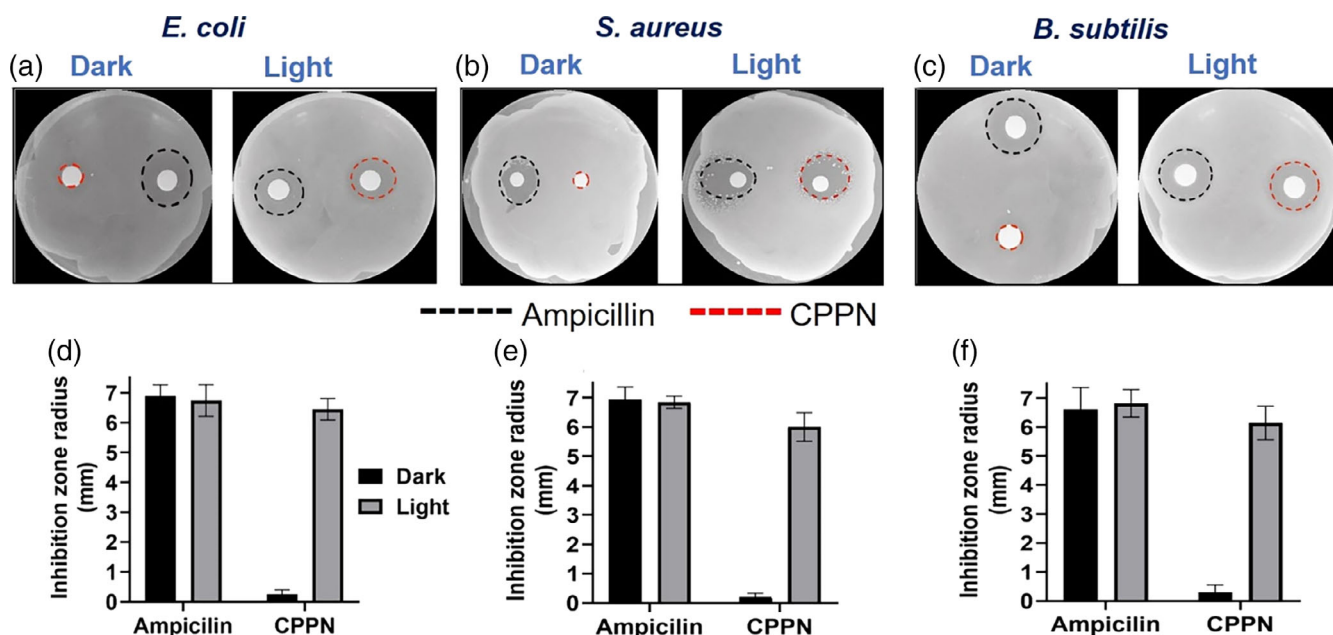 E. coli
S. aureus
B. subtilis
(a) Dark Light
(b) Dark Light
(c) Dark Light
Ampicillin CPPN
(d)
Inhibition zone radius
(mm)
7
6
5
4
3
2
1
0
Ampicilin CPPN
Dark
Light
(e)
Inhibition zone radius
(mm)
7
6
5
4
3
2
1
0
Ampicilin CPPN
(f)
Inhibition zone radius
(mm)
7
6
5
4
3
2
1
0
Ampicilin CPPN